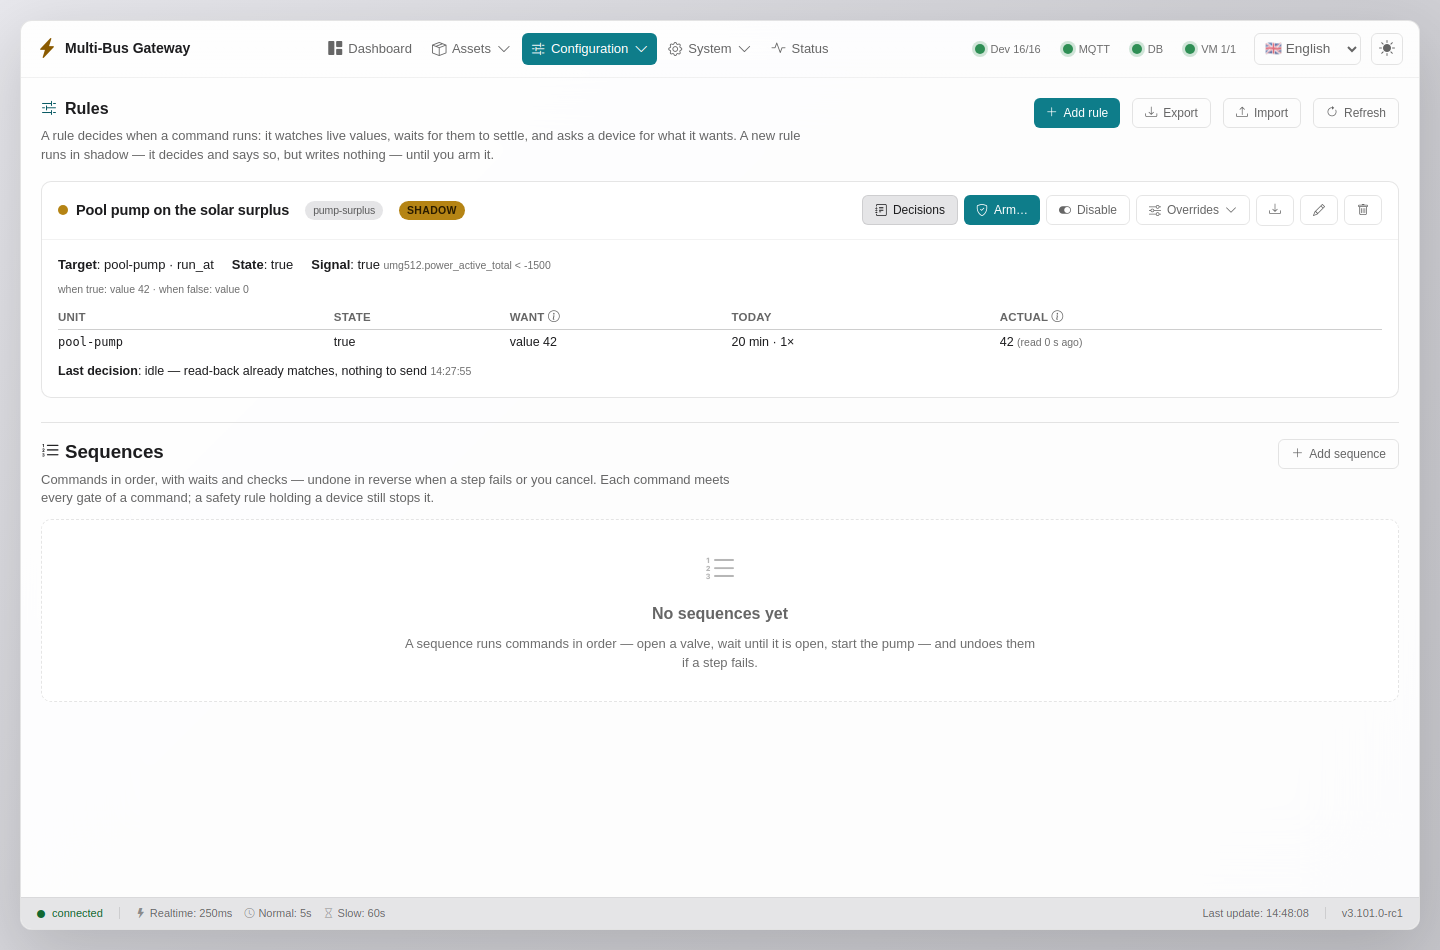 Multi-Bus Gateway
Dashboard
Assets
Configuration
System
Status
Dev 16/16
MQTT
DB
VM 1/1
🇬🇧 English
Rules
A rule decides when a command runs: it watches live values, waits for them to settle, and asks a device for what it wants. A new rule
runs in shadow — it decides and says so, but writes nothing — until you arm it.
Add rule
Export
Import
Refresh
Pool pump on the solar surplus
pump-surplus
SHADOW
Decisions
Arm…
Disable
Overrides
Target: pool-pump · run_at State: true Signal: true umg512.power_active_total < -1500
when true: value 42 · when false: value 0
UNIT STATE WANT TODAY ACTUAL
pool-pump true value 42 20 min · 1× 42 (read 0 s ago)
Last decision: idle — read-back already matches, nothing to send 14:27:55
Sequences
Commands in order, with waits and checks — undone in reverse when a step fails or you cancel. Each command meets
every gate of a command; a safety rule holding a device still stops it.
Add sequence
No sequences yet
A sequence runs commands in order — open a valve, wait until it is open, start the pump — and undoes them
if a step fails.
connected
Realtime: 250ms
Normal: 5s
Slow: 60s
Last update: 14:48:08
v3.101.0-rc1